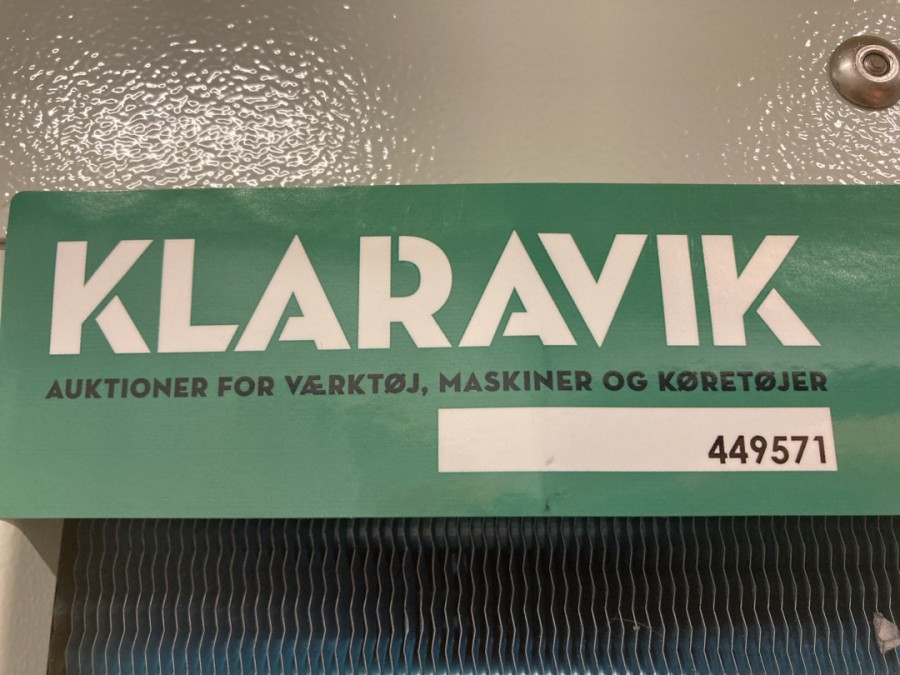 KLARAVIK
AUKTIONER FOR VÆRKTØJ, MASKINER OG KØRETØJER
449571